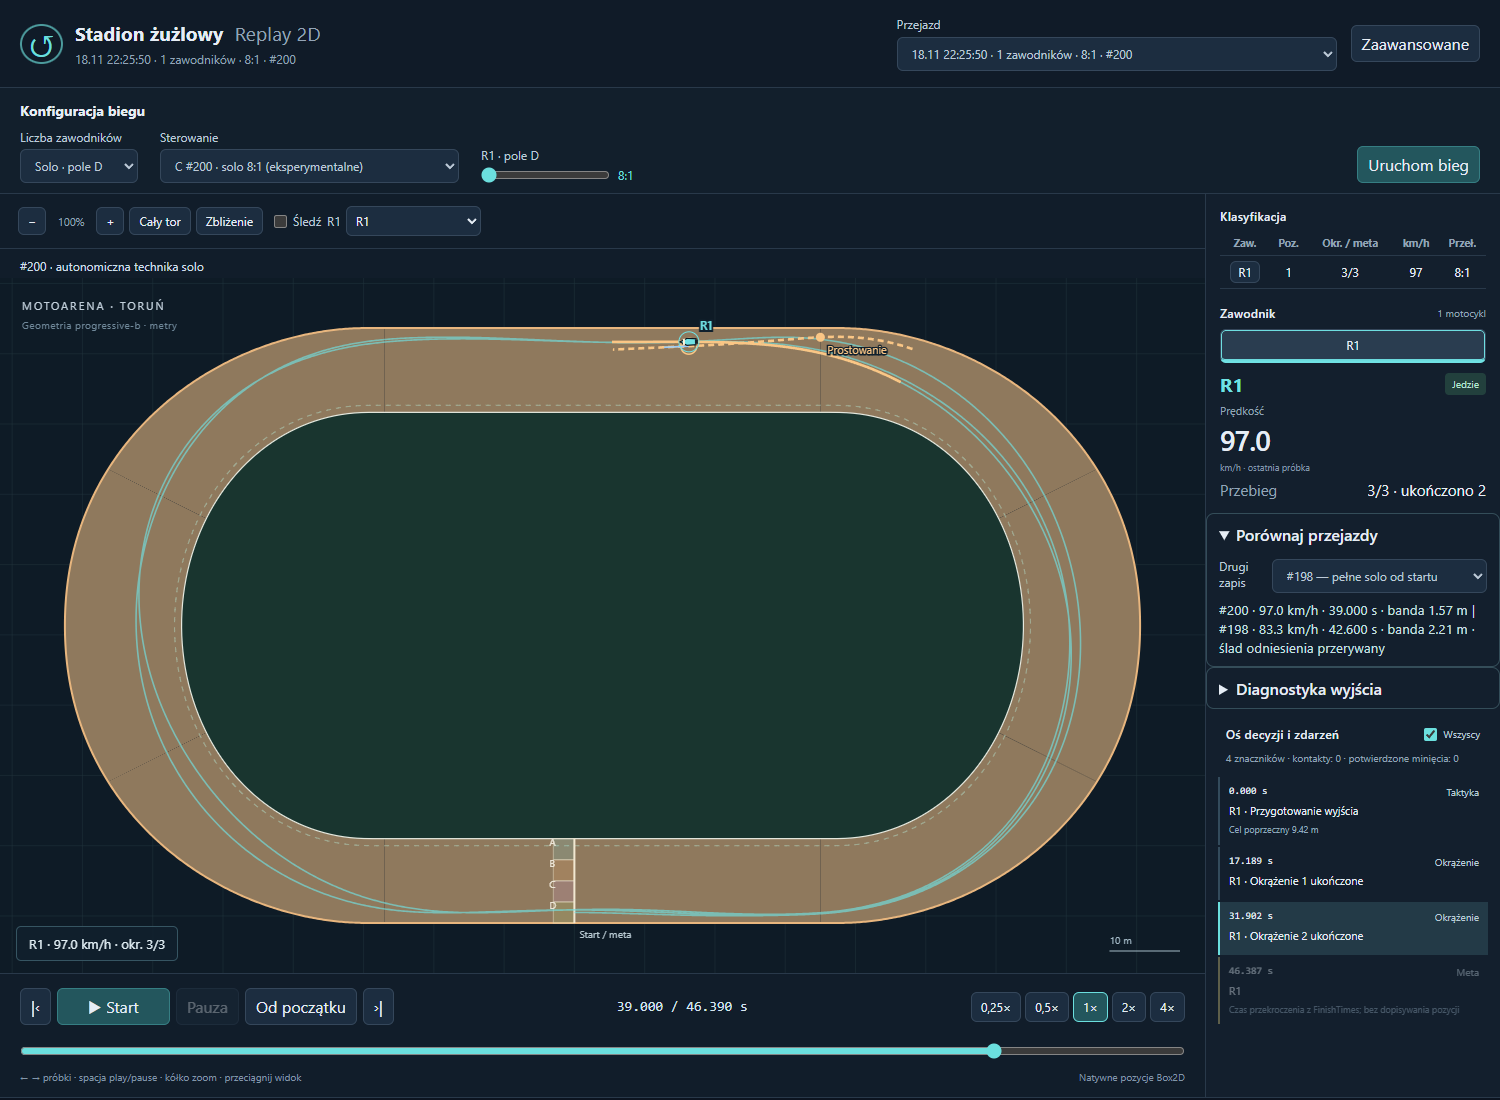 Stadion żużlowy Replay 2D
18.11 22:25:50 · 1 zawodników · 8:1 · #200
Przejazd
18.11 22:25:50 · 1 zawodników · 8:1 · #200
Zaawansowane
Konfiguracja biegu
Liczba zawodników
Solo · pole D
Sterowanie
C #200 · solo 8:1 (eksperymentalne)
R1 · pole D
8:1
Uruchom bieg
− 100% + Cały tor Zbliżenie Śledź R1 R1
#200 · autonomiczna technika solo
MOTOARENA · TORUŃ
Geometria progressive-b · metry
R1
Prostowanie
A
B
C
D
Start / meta
10 m
R1 · 97.0 km/h · okr. 3/3
|‹ ▶ Start Pauza Od początku ›|
39.000 / 46.390 s
0,25× 0,5× 1× 2× 4×
← → próbki · spacja play/pause · kółko zoom · przeciągnij widok
Natywne pozycje Box2D
Klasyfikacja
Zaw. Poz. Okr. / meta km/h Przeł.
R1 1 3/3 97 8:1
Zawodnik 1 motocykl
R1
R1 Jedzie
Prędkość
97.0
km/h · ostatnia próbka
Przebieg 3/3 · ukończono 2
▼ Porównaj przejazdy
Drugi zapis
#198 — pełne solo od startu
#200 · 97.0 km/h · 39.000 s · banda 1.57 m |
#198 · 83.3 km/h · 42.600 s · banda 2.21 m ·
ślad odniesienia przerywany
▶ Diagnostyka wyjścia
Oś decyzji i zdarzeń Wszyscy
4 znaczników · kontakty: 0 · potwierdzone minięcia: 0
0.000 s Taktyka
R1 · Przygotowanie wyjścia
Cel poprzeczny 9.42 m
17.189 s Okrążenie
R1 · Okrążenie 1 ukończone
31.902 s Okrążenie
R1 · Okrążenie 2 ukończone
46.387 s Meta
R1
Czas przekroczenia z FinishTimes; bez dopisywania pozycji